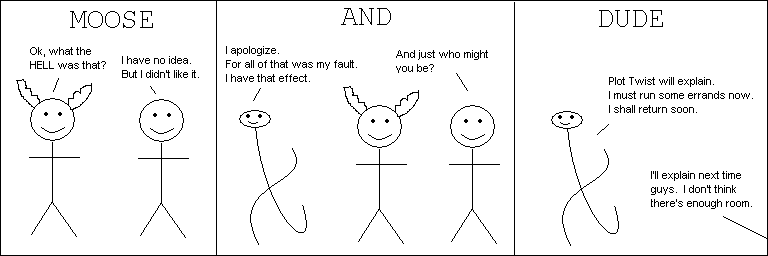 MOOSE
AND
DUDE
Ok, what the
HELL was that?
I have no idea.
But I didn't like it.
I apologize.
For all of that was my fault.
I have that effect.
And just who might
you be?
Plot Twist will explain.
I must run some errands now.
I shall return soon.
I'll explain next time
guys. I don't think
there's enough room.